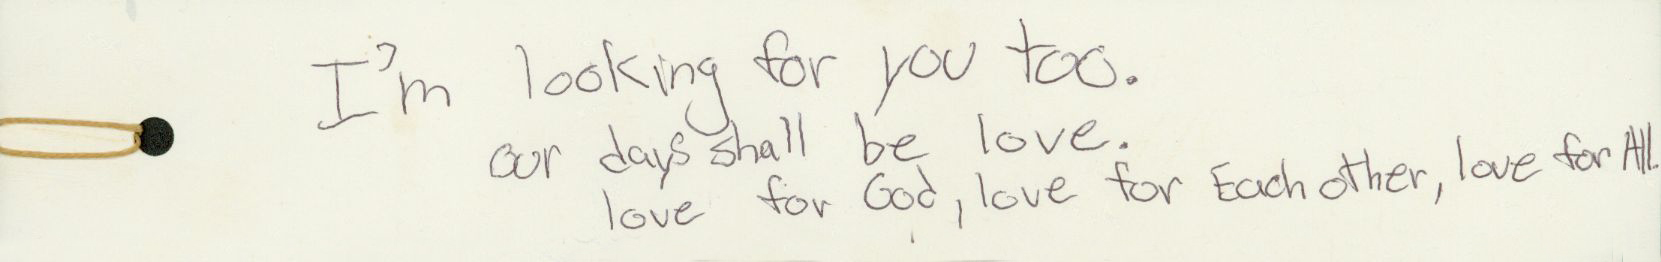 I'm looking for you too.
our days shall be love.
love for God, love for Each other, love for All.